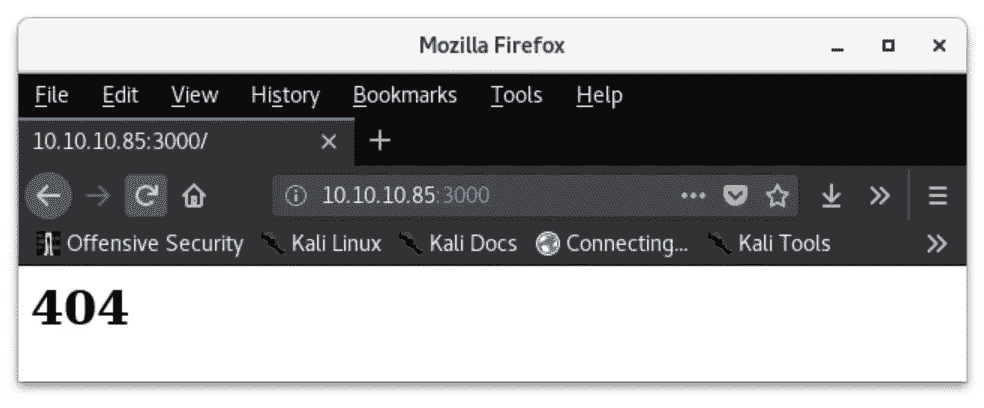 Mozilla Firefox
File Edit View History Bookmarks Tools Help
10.10.10.85:3000/
10.10.10.85:3000
Offensive Security Kali Linux Kali Docs Connecting... Kali Tools
404